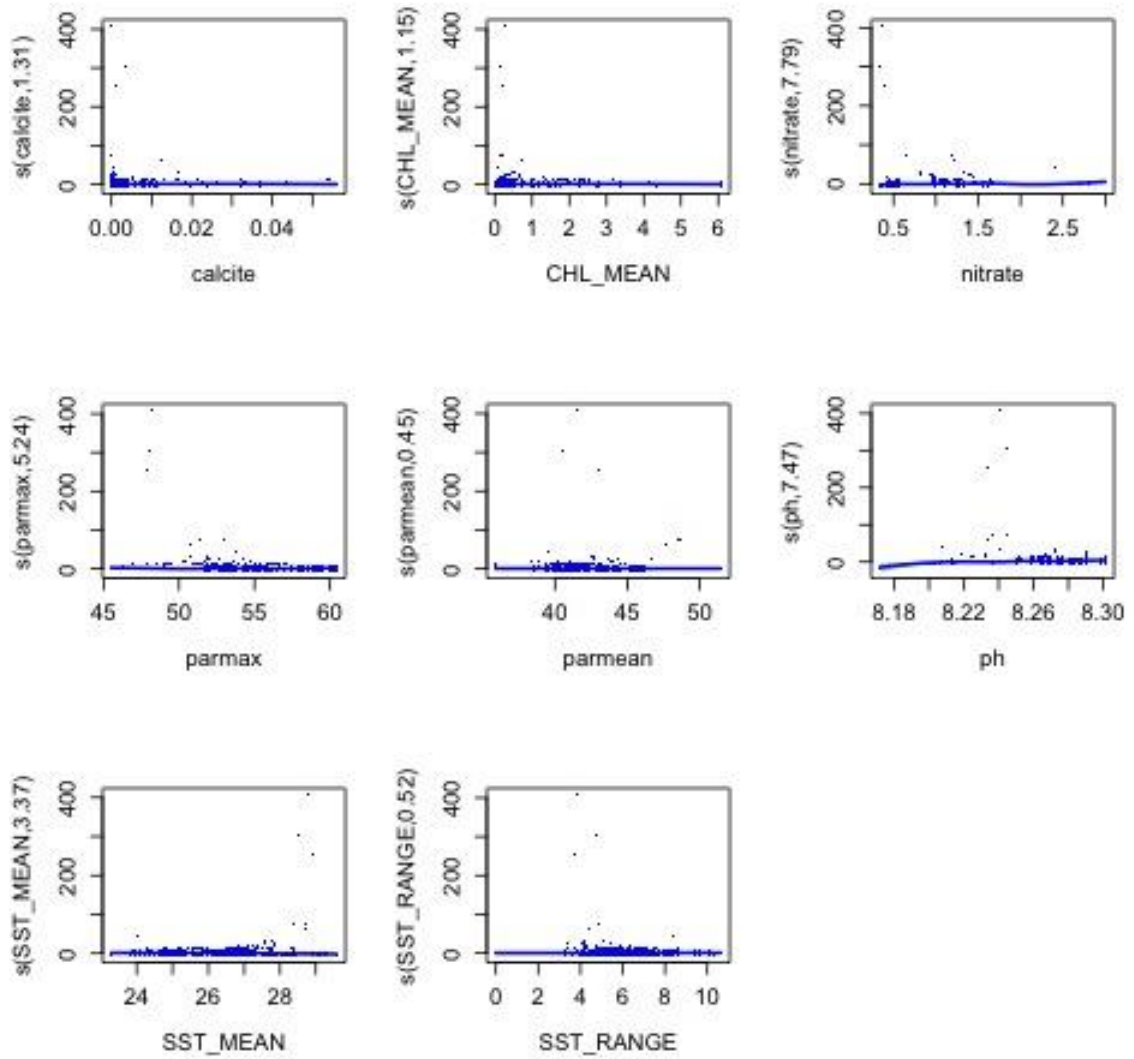 s(calcite,1.31)
400
200
0
0.00 0.02 0.04
calcite
s(CHL_MEAN,1.15)
400
200
0
0 1 2 3 4 5 6
CHL_MEAN
s(nitrate,7.79)
400
200
0
0.5 1.5 2.5
nitrate
s(parmax,5.24)
400
200
0
45 50 55 60
parmax
s(parmean,0.45)
400
200
0
40 45 50
parmean
s(ph,7.47)
400
200
0
8.18 8.22 8.26 8.30
ph
s(SST_MEAN,3.37)
400
200
0
24 26 28
SST_MEAN
s(SST_RANGE,0.52)
400
200
0
0 2 4 6 8 10
SST_RANGE